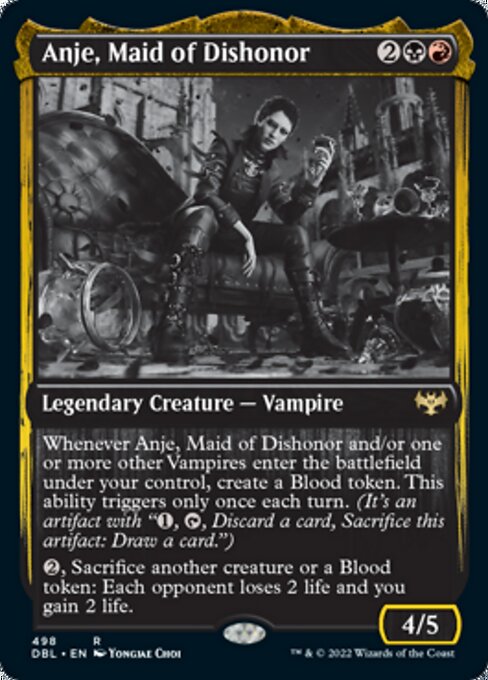 Anje, Maid of Dishonor 2
Legendary Creature — Vampire
Whenever Anje, Maid of Dishonor and/or one
or more other Vampires enter the battlefield
under your control, create a Blood token. This
ability triggers only once each turn. (It's an
artifact with “1, , Discard a card, Sacrifice this
artifact: Draw a card.”)
2, Sacrifice another creature or a Blood
token: Each opponent loses 2 life and you
gain 2 life.
4/5
498 R
DBL • EN Yongjae Choi
™ & © 2022 Wizards of the Coast